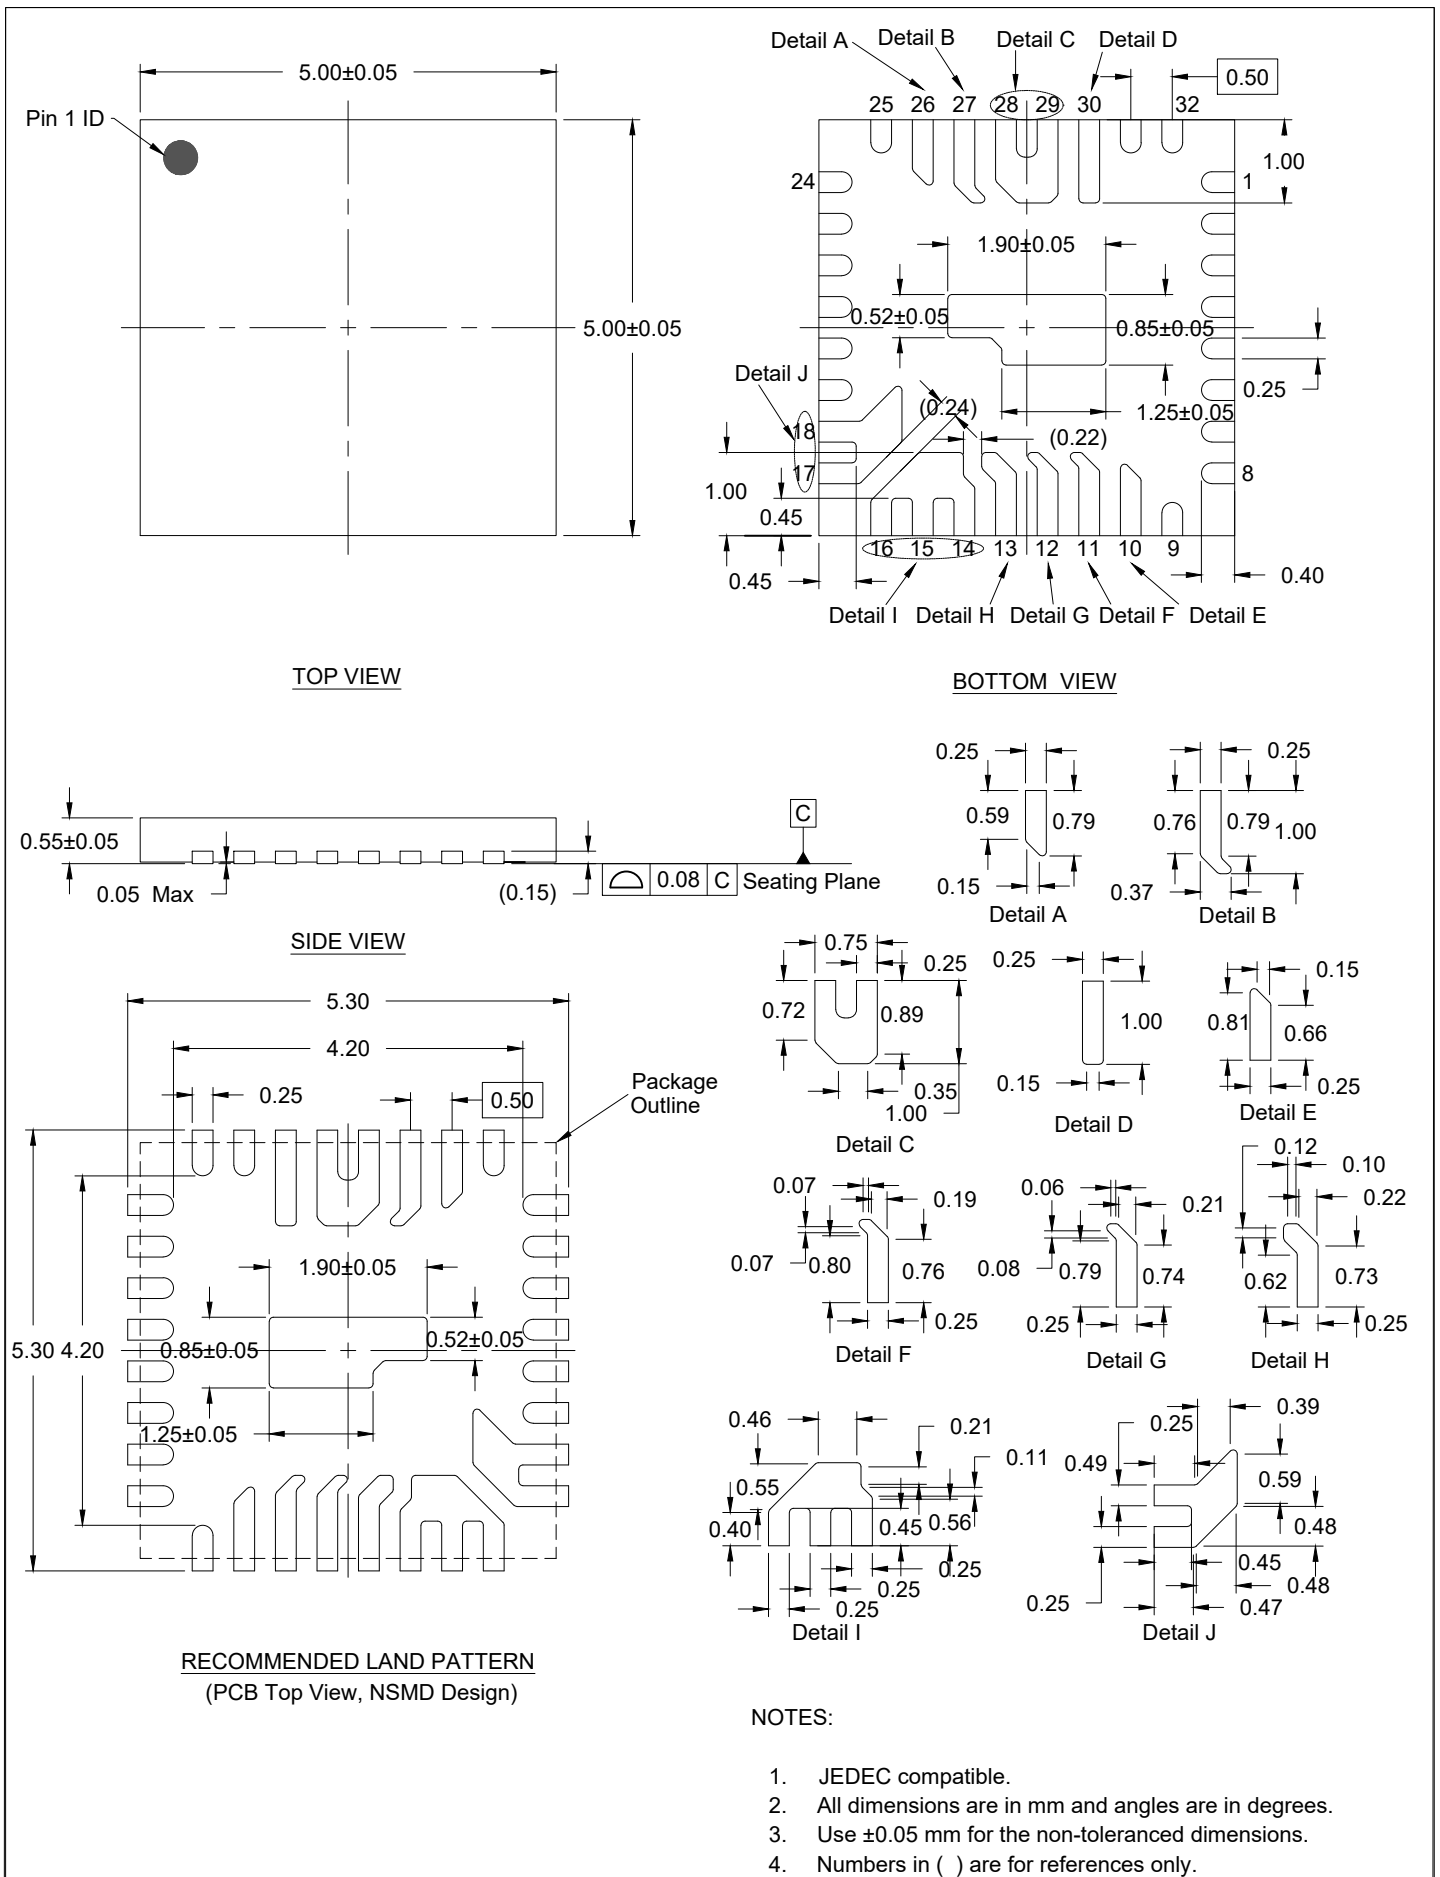 5.00±0.05
Pin 1 ID
5.00±0.05
TOP VIEW
Detail A
Detail B
Detail C
Detail D
25
26
27
28
29
30
32
0.50
1.00
24
1
1.90±0.05
0.52±0.05
0.85±0.05
0.25
Detail J
(0.24)
1.25±0.05
(0.22)
18
17
8
1.00
0.45
0.45
16
15
14
13
12
11
10
9
0.40
Detail I
Detail H
Detail G
Detail F
Detail E
BOTTOM VIEW
0.55±0.05
0.05 Max
(0.15)
C
0.08
C
Seating Plane
SIDE VIEW
0.25
0.59
0.79
0.15
Detail A
0.25
0.76
0.79
1.00
0.37
Detail B
0.75
0.25
0.72
0.89
0.35
1.00
Detail C
0.25
1.00
0.15
Detail D
0.15
0.81
0.66
0.25
Detail E
5.30
4.20
0.25
0.50
Package
Outline
1.90±0.05
5.30
4.20
0.85±0.05
0.52±0.05
1.25±0.05
RECOMMENDED LAND PATTERN
(PCB Top View, NSMD Design)
0.07
0.19
0.07
0.80
0.76
0.25
Detail F
0.06
0.21
0.08
0.79
0.74
0.25
Detail G
0.12
0.10
0.22
0.62
0.73
0.25
Detail H
0.46
0.21
0.11
0.55
0.40
0.45
0.56
0.25
0.25
0.25
Detail I
0.39
0.25
0.49
0.59
0.48
0.45
0.48
0.25
0.47
Detail J
NOTES:
1. JEDEC compatible.
2. All dimensions are in mm and angles are in degrees.
3. Use ±0.05 mm for the non-toleranced dimensions.
4. Numbers in ( ) are for references only.